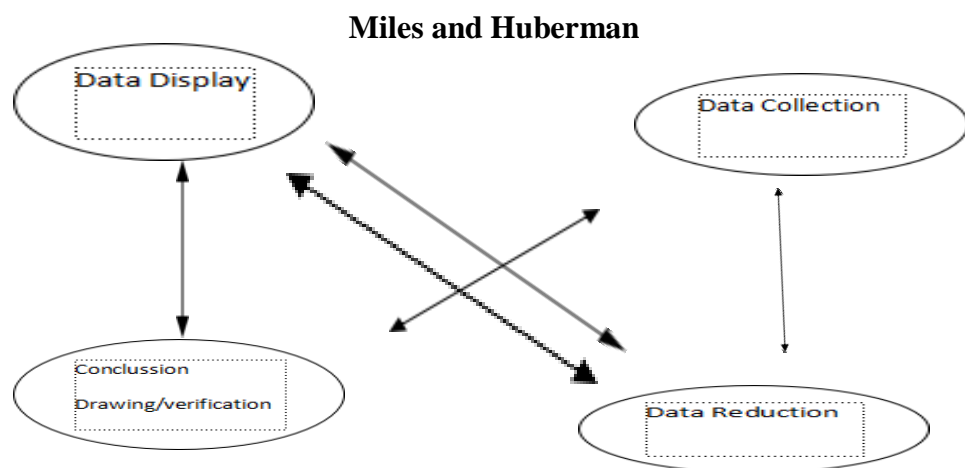 Miles and Huberman
Data Display
Data Collection
Conclussion
Drawing/verification
Data Reduction